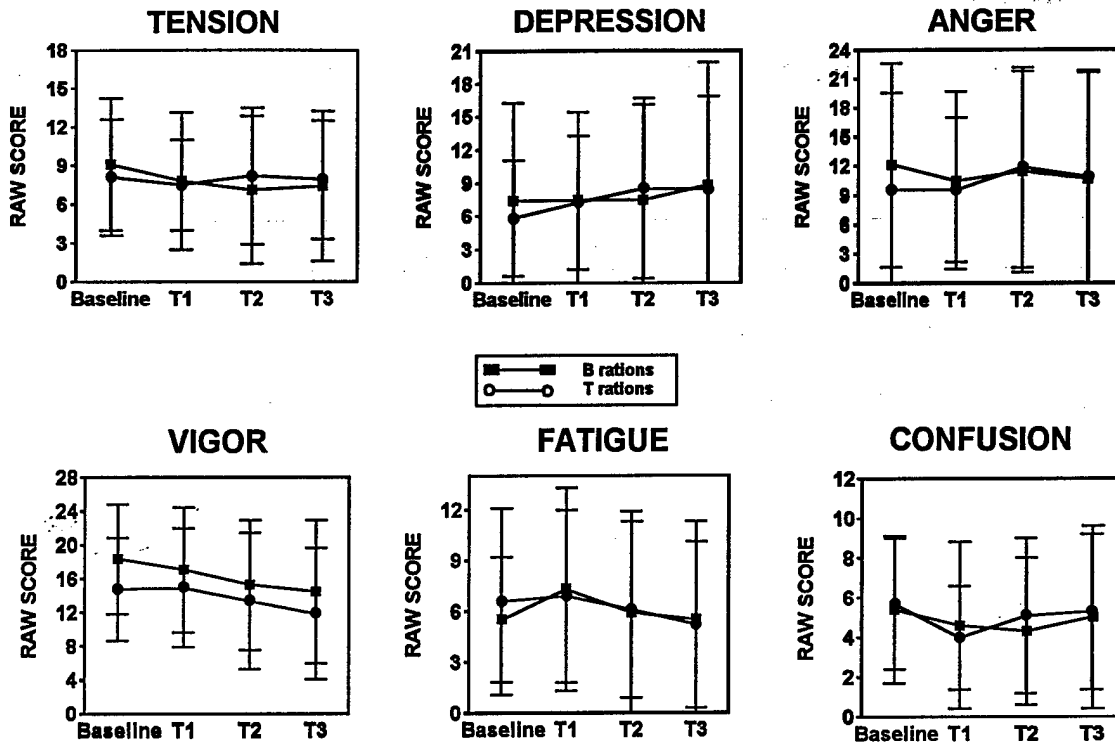 TENSION
RAW SCORE
18
15
12
9
6
3
0
Baseline T1 T2 T3
DEPRESSION
RAW SCORE
21
18
15
12
9
6
3
0
Baseline T1 T2 T3
ANGER
RAW SCORE
24
21
18
15
12
9
6
3
0
Baseline T1 T2 T3
B rations
T rations
VIGOR
RAW SCORE
28
24
20
16
12
8
4
0
Baseline T1 T2 T3
FATIGUE
RAW SCORE
12
9
6
3
0
Baseline T1 T2 T3
CONFUSION
RAW SCORE
12
10
8
6
4
2
0
Baseline T1 T2 T3